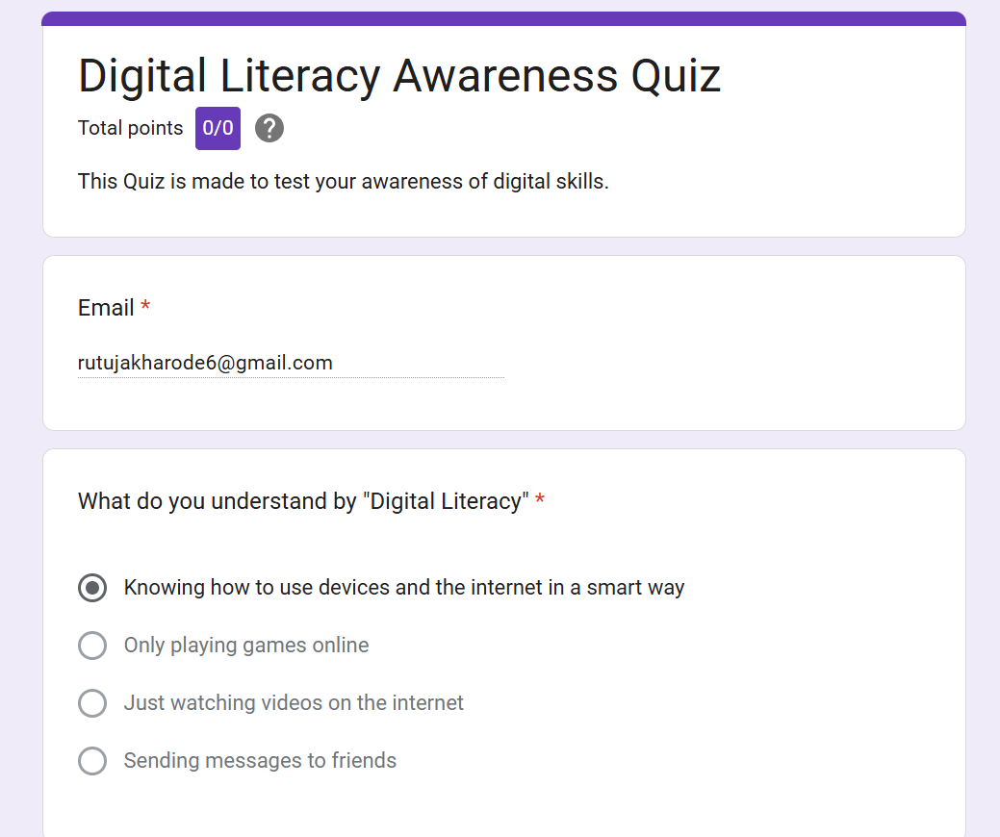 Digital Literacy Awareness Quiz
Total points 0/0 ?
This Quiz is made to test your awareness of digital skills.
Email *
rutujakharode6@gmail.com
What do you understand by "Digital Literacy" *
Knowing how to use devices and the internet in a smart way
Only playing games online
Just watching videos on the internet
Sending messages to friends